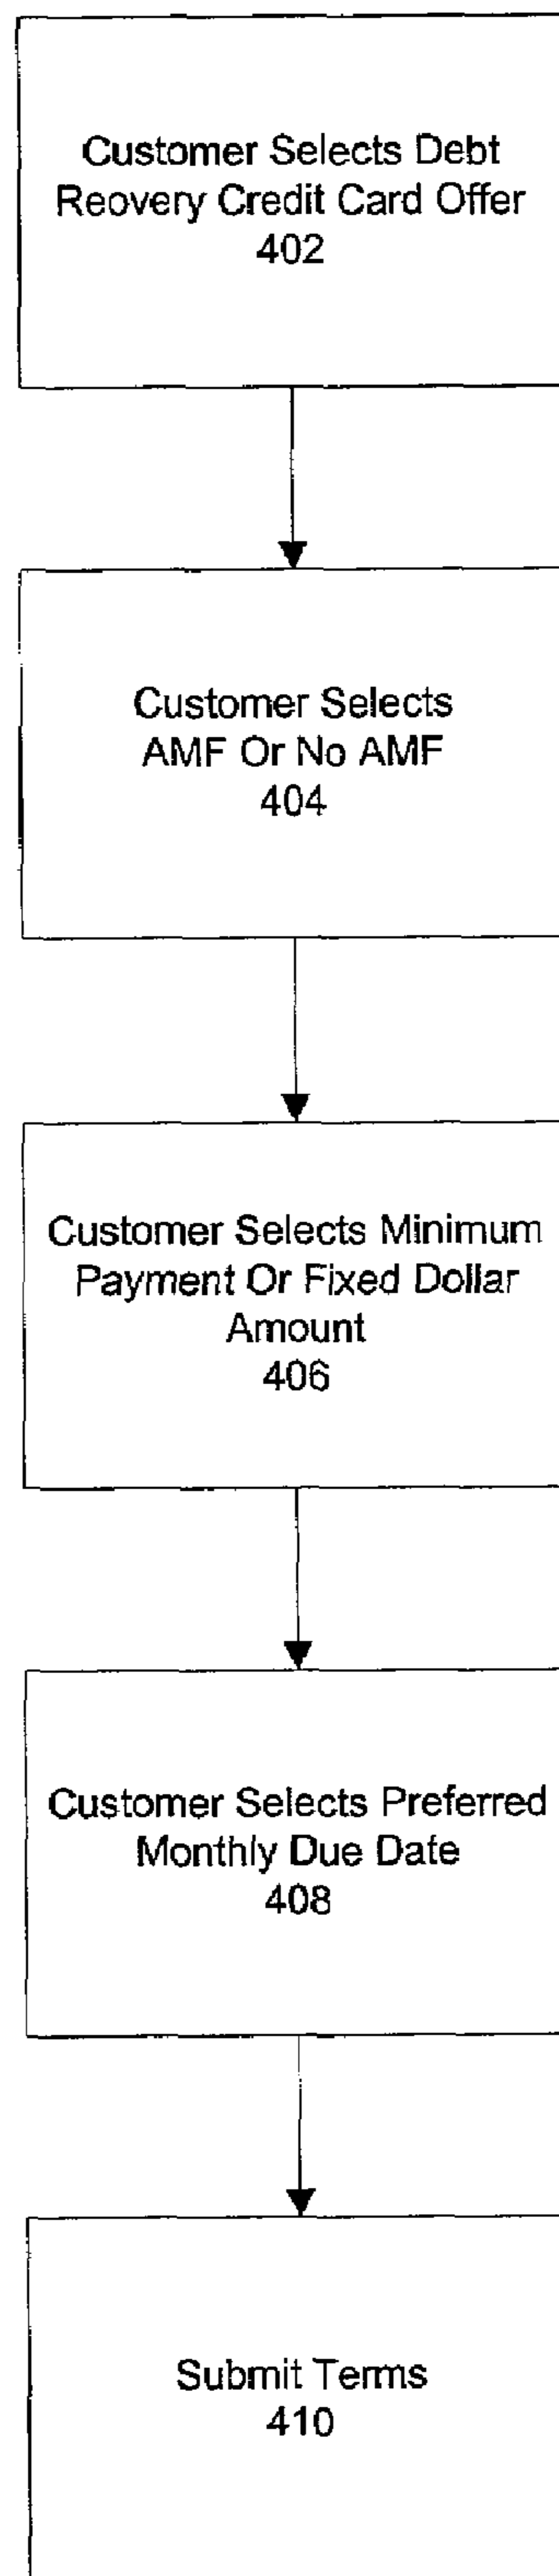 Customer Selects Debt
Reovery Credit Card Offer
402
Customer Selects
AMF Or No AMF
404
Customer Selects Minimum
Payment Or Fixed Dollar
Amount
406
Customer Selects Preferred
Monthly Due Date
408
Submit Terms
410